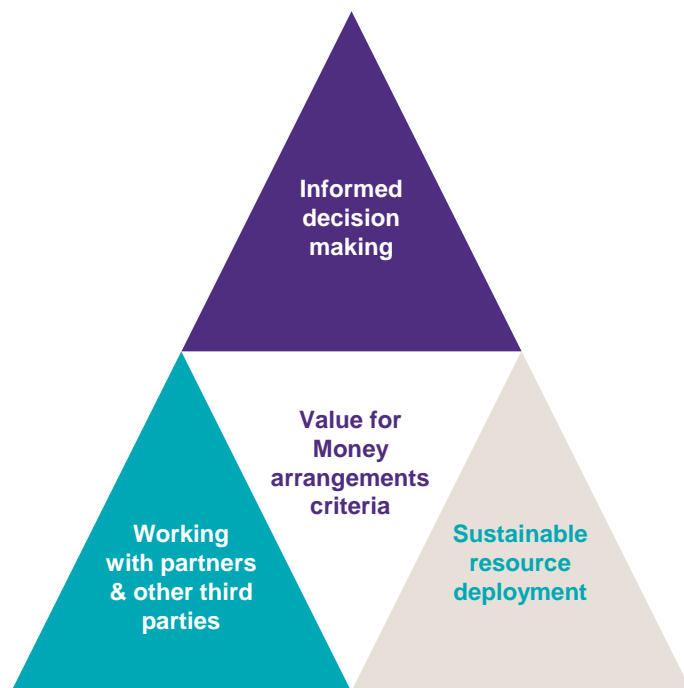 Informed
decision
making
Value for
Money
arrangements
criteria
Working
with partners
& other third
parties
Sustainable
resource
deployment